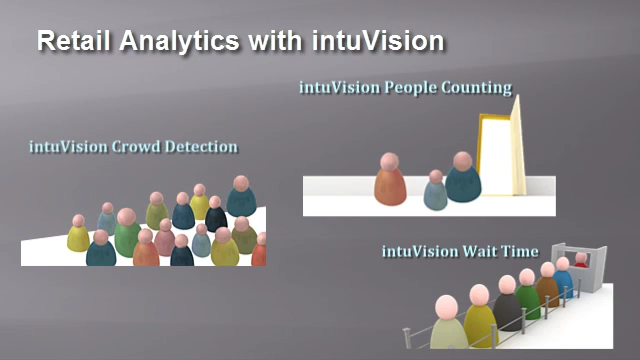 Retail Analytics with intuVision
intuVision People Counting
intuVision Crowd Detection
intuVision Wait Time